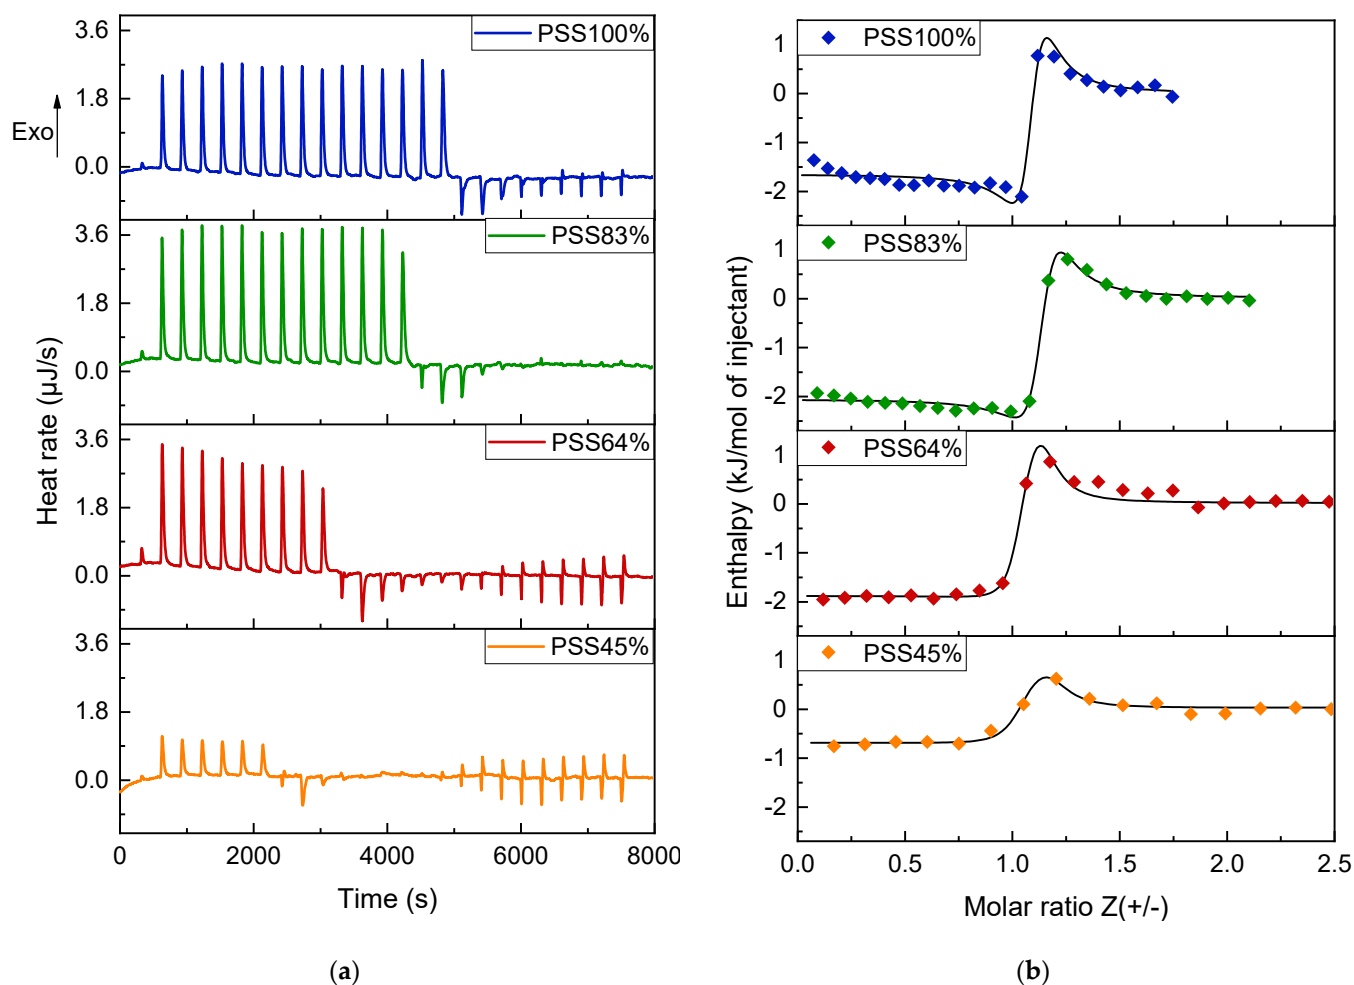 PSS100%
3.6
1.8
0.0
Exo
PSS83%
3.6
1.8
0.0
PSS64%
3.6
1.8
0.0
PSS45%
3.6
1.8
0.0
Heat rate (µJ/s)
0 2000 4000 6000 8000
Time (s)
(a)
PSS100%
1
0
-1
-2
PSS83%
1
0
-2
PSS64%
1
0
-1
-2
PSS45%
1
0
-1
-2
Enthalpy (kJ/mol of injectant)
0.0 0.5 1.0 1.5 2.0 2.5
Molar ratio Z(+/-)
(b)